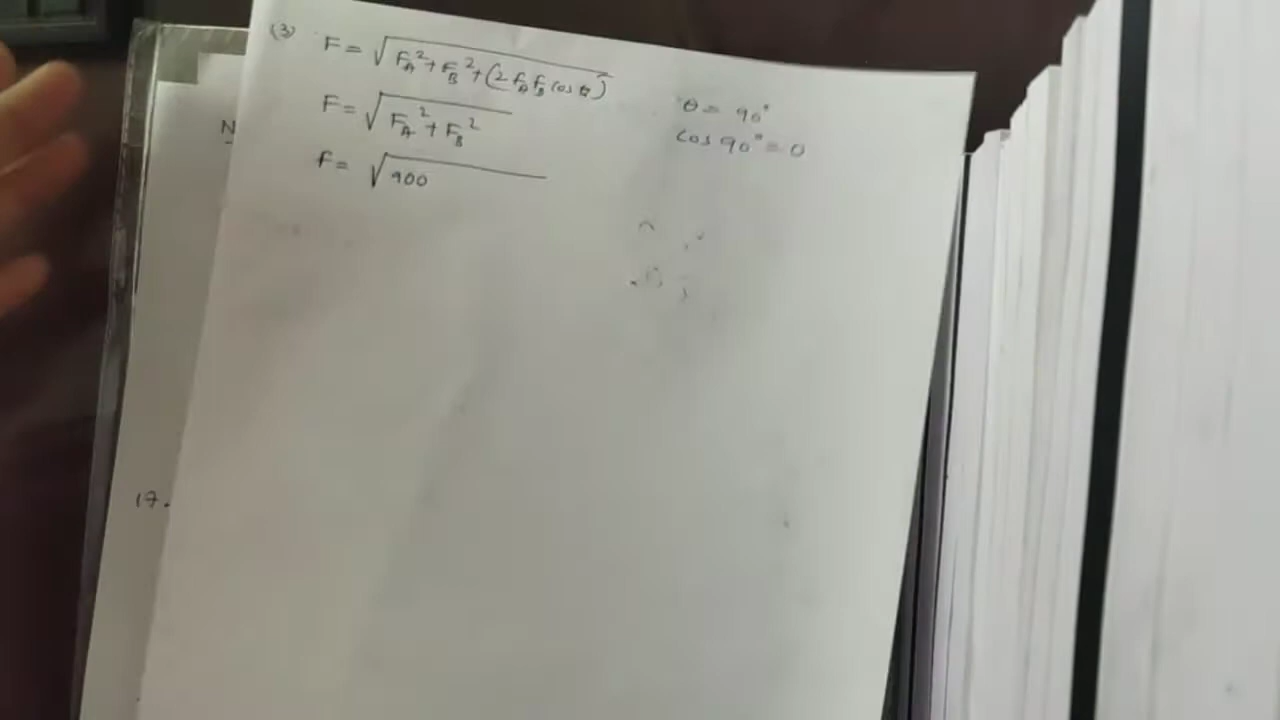 (3) F = √(F_A² + F_B² + (2 F_A F_B cos θ))
θ = 90°
F = √(F_A² + F_B²)
cos 90° = 0
F = √900
N
17.